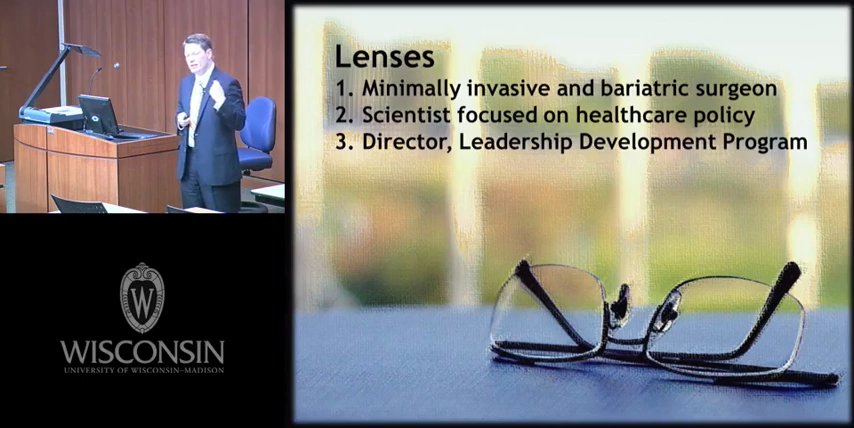 Lenses
1. Minimally invasive and bariatric surgeon
2. Scientist focused on healthcare policy
3. Director, Leadership Development Program
W
WISCONSIN
UNIVERSITY OF WISCONSIN–MADISON